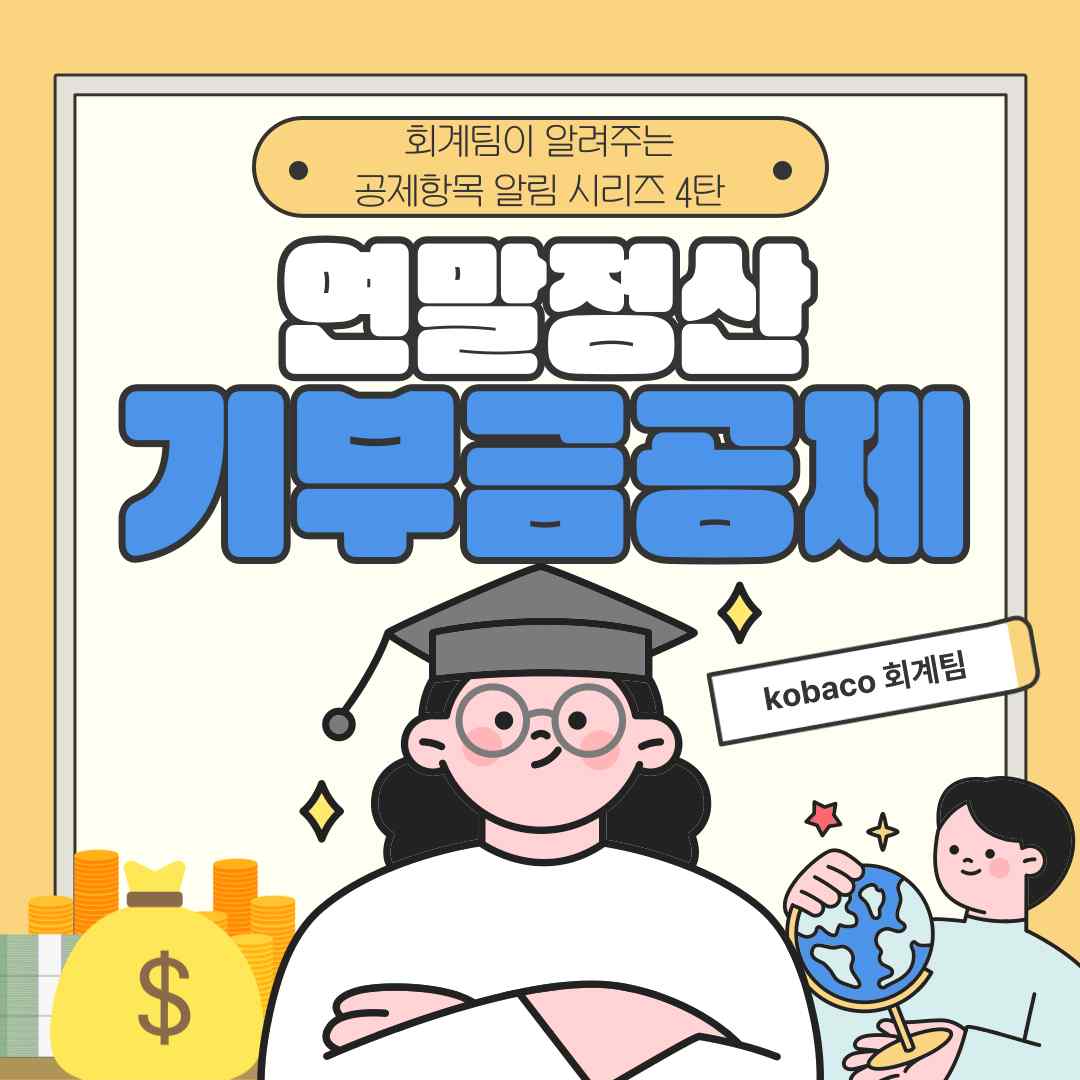 회계팀이 알려주는
공제항목 알림 시리즈 4탄
연말정산
기부금공제
kobaco 회계팀
$